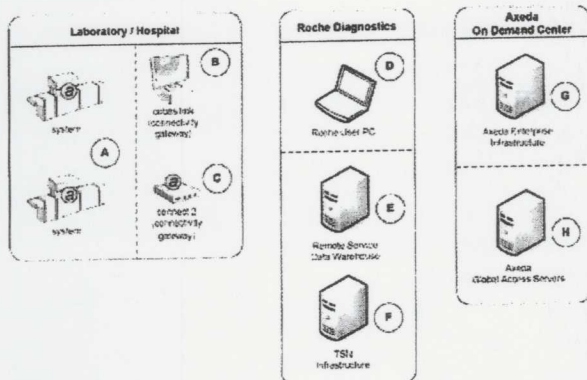 Laboratory / Hospital
@
system
A
@
system
B
cobas link
(connectivity
gateway)
@
C
connect 2
(connectivity
gateway)
Roche Diagnostics
D
Roche User PC
E
Remote Service
Data Warehouse
F
TSN
Infrastructure
Axeda
On Demand Center
G
Axeda Enterprise
Infrastructure
H
Axeda
Global Access Servers